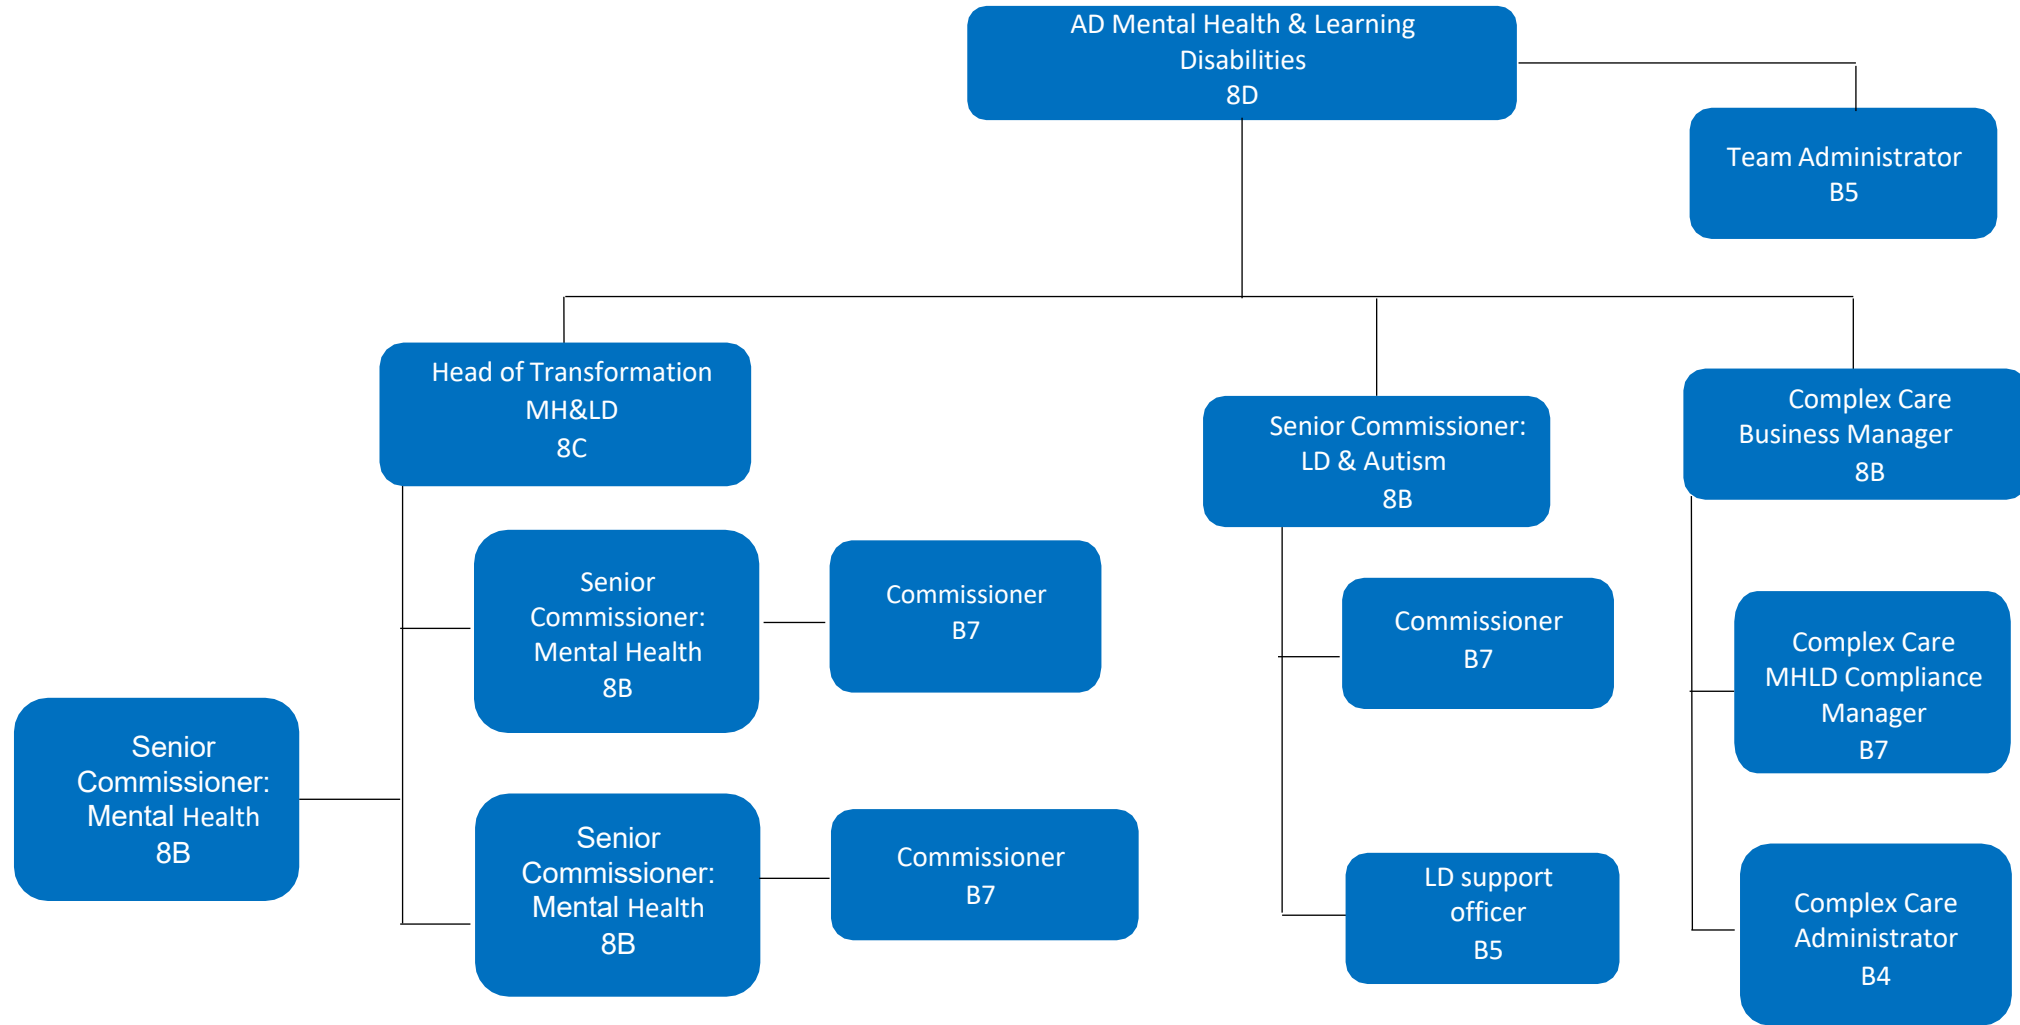 AD Mental Health & Learning
Disabilities
8D
Team Administrator
B5
Head of Transformation
MH&LD
8C
Senior Commissioner:
LD & Autism
8B
Complex Care
Business Manager
8B
Senior
Commissioner:
Mental Health
8B
Commissioner
B7
Commissioner
B7
Complex Care
MHLD Compliance
Manager
B7
Senior
Commissioner:
Mental Health
8B
Senior
Commissioner:
Mental Health
8B
Commissioner
B7
LD support
officer
B5
Complex Care
Administrator
B4